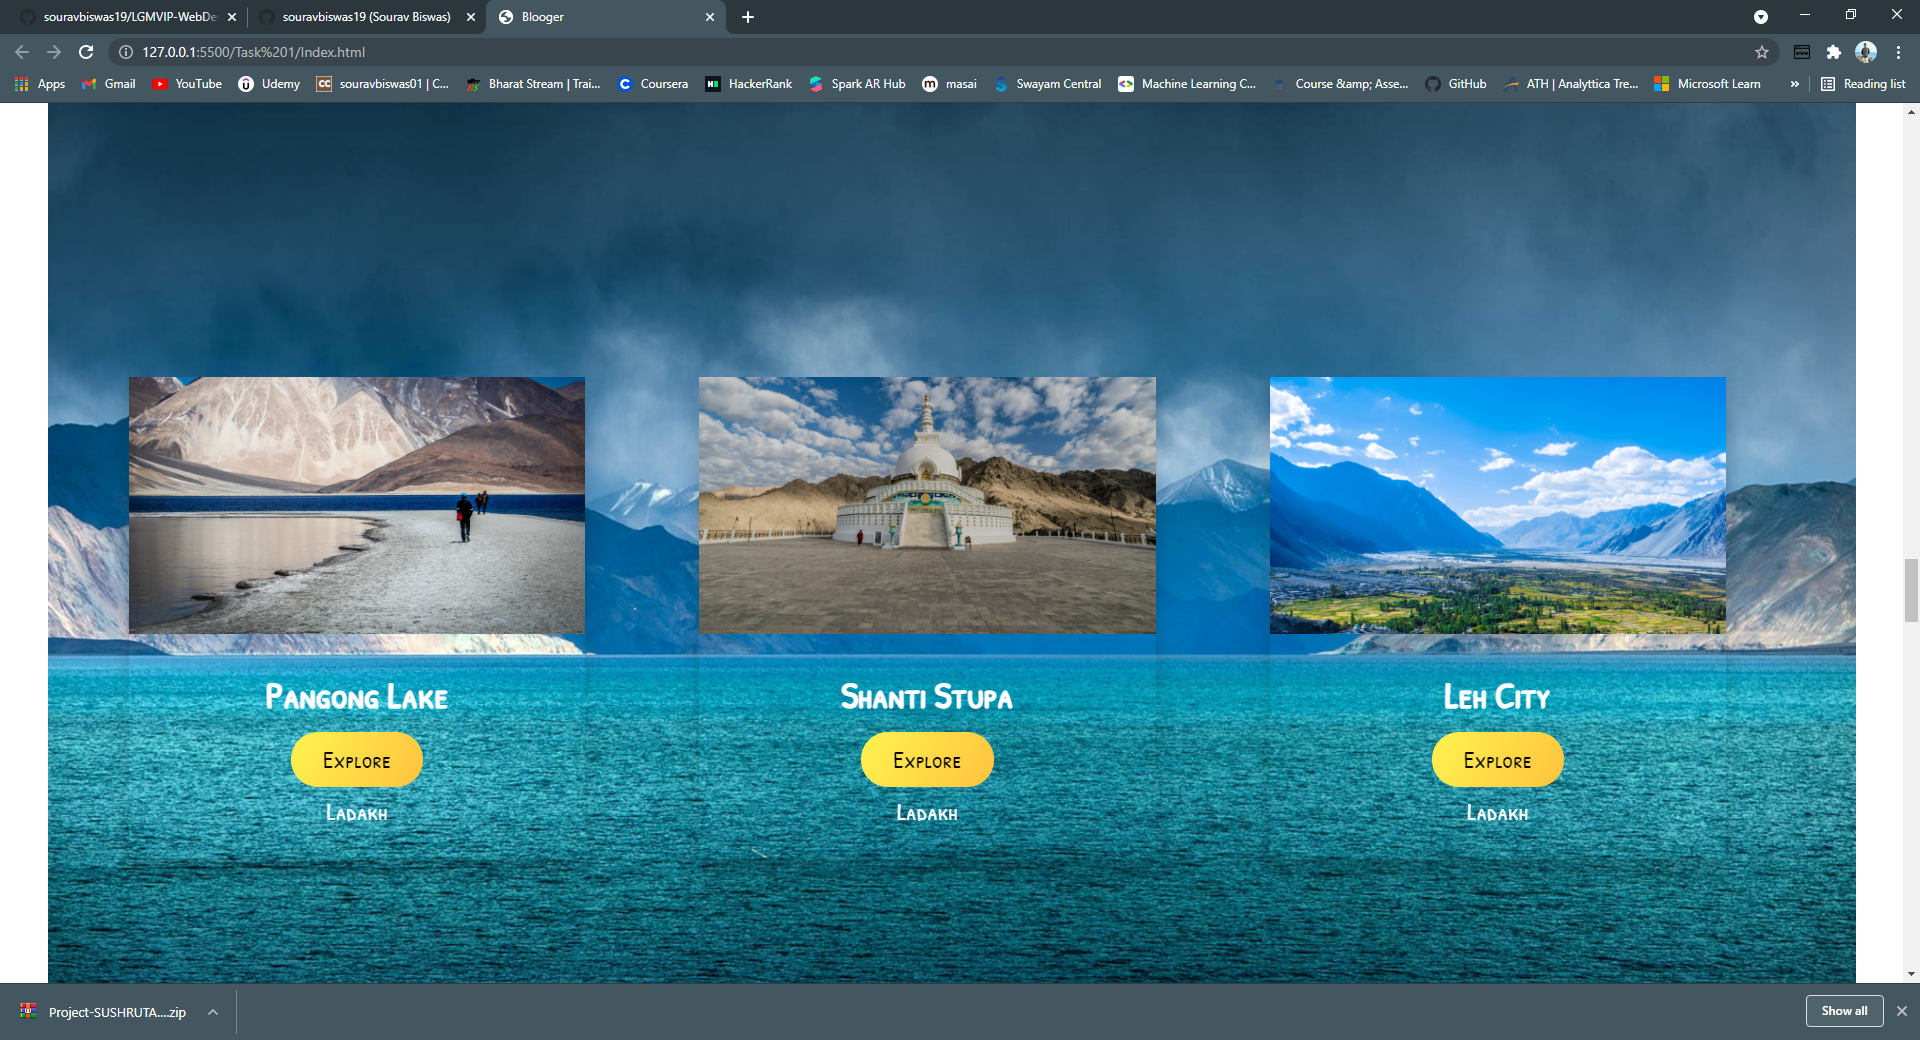 souravbiswas19/LGMVIP-WebDe
souravbiswas19 (Sourav Biswas)
Blooger
127.0.0.1:5500/Task%201/Index.html
Apps
Gmail
YouTube
Udemy
CC
souravbiswas01 | C...
Bharat Stream | Trai...
Coursera
HackerRank
Spark AR Hub
m
masai
Swayam Central
Machine Learning C...
Course &amp; Asse...
GitHub
ATH | Analyttica Tre...
Microsoft Learn
»
Reading list
Pangong Lake
Shanti Stupa
Leh City
Explore
Explore
Explore
Ladakh
Ladakh
Ladakh
Project-SUSHRUTA....zip
Show all